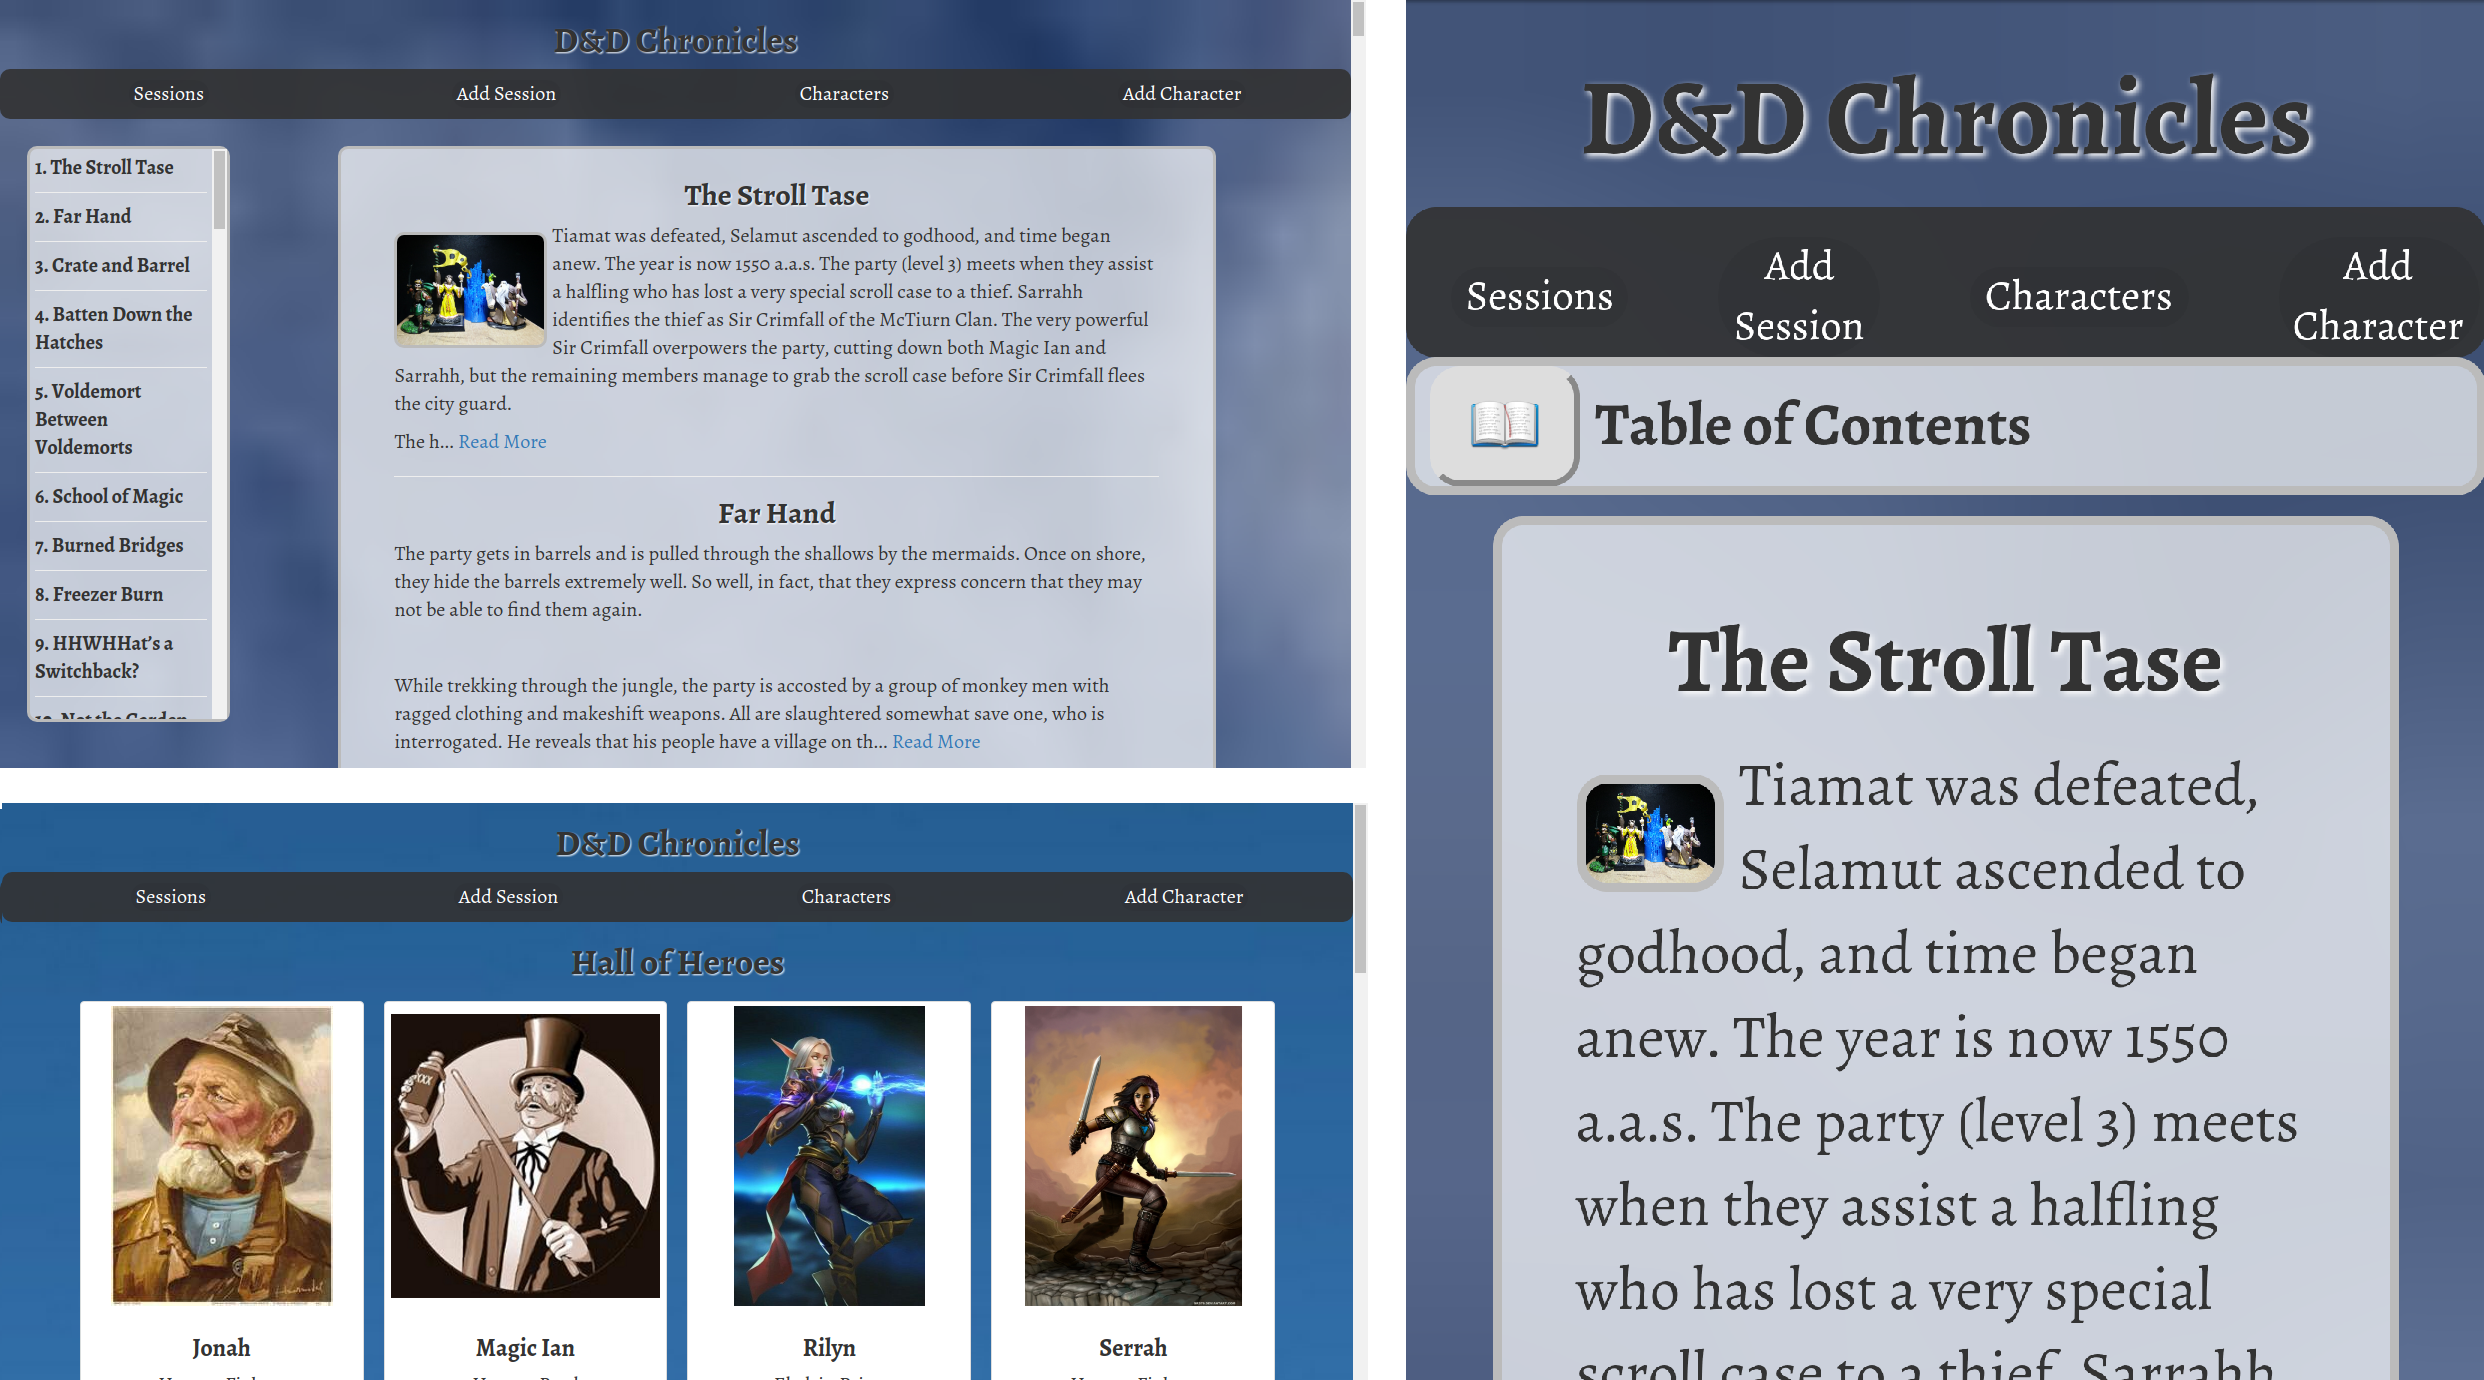 D&D Chronicles
Sessions
Add Session
Characters
Add Character
1. The Stroll Tase
2. Far Hand
3. Crate and Barrel
4. Batten Down the
Hatches
5. Voldemort
Between
Voldemorts
6. School of Magic
7. Burned Bridges
8. Freezer Burn
9. HHWHHat's a
Switchback?
The Stroll Tase
Tiamat was defeated, Selamut ascended to godhood, and time began
anew. The year is now 1550 a.a.s. The party (level 3) meets when they assist
a halfling who has lost a very special scroll case to a thief. Sarrahh
identifies the thief as Sir Crimfall of the McTiurn Clan. The very powerful
Sir Crimfall overpowers the party, cutting down both Magic Ian and
Sarrahh, but the remaining members manage to grab the scroll case before Sir Crimfall flees
the city guard.
The h... Read More
Far Hand
The party gets in barrels and is pulled through the shallows by the mermaids. Once on shore,
they hide the barrels extremely well. So well, in fact, that they express concern that they may
not be able to find them again.
While trekking through the jungle, the party is accosted by a group of monkey men with
ragged clothing and makeshift weapons. All are slaughtered somewhat save one, who is
interrogated. He reveals that his people have a village on th... Read More
D&D Chronicles
Sessions
Add Session
Characters
Add Character
Hall of Heroes
XXX
Jonah
Magic Ian
Rilyn
Serrah
D&D Chronicles
Sessions
Add
Session
Characters
Add
Character
Table of Contents
The Stroll Tase
Tiamat was defeated,
Selamut ascended to
godhood, and time began
anew. The year is now 1550
a.a.s. The party (level 3) meets
when they assist a halfling
who has lost a very special
scroll case to a thief. Sarrahh